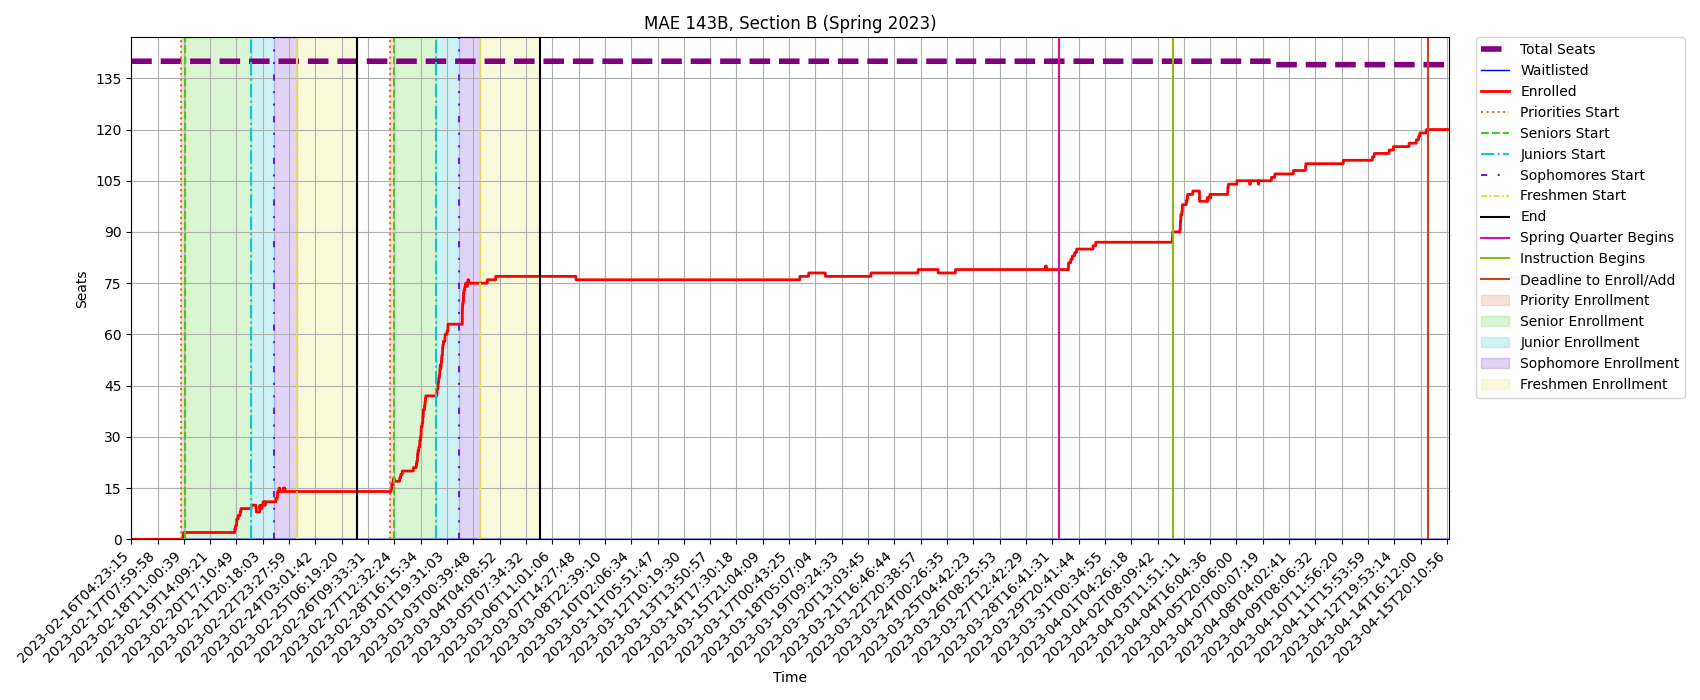 MAE 143B, Section B (Spring 2023)
Seats
135
120
105
90
75
60
45
30
15
0
2023-02-16T04:23:15
2023-02-17T07:59:58
2023-02-18T11:00:39
2023-02-19T14:09:21
2023-02-20T17:10:49
2023-02-21T20:18:03
2023-02-22T23:27:59
2023-02-24T03:01:42
2023-02-25T06:19:20
2023-02-26T09:33:31
2023-02-27T12:32:24
2023-02-28T16:15:34
2023-03-01T19:31:03
2023-03-03T00:39:48
2023-03-04T04:08:52
2023-03-05T07:34:32
2023-03-06T11:01:06
2023-03-07T14:27:48
2023-03-08T22:39:10
2023-03-10T02:06:34
2023-03-11T05:51:47
2023-03-12T10:19:30
2023-03-13T13:50:57
2023-03-14T17:30:18
2023-03-15T21:04:09
2023-03-17T00:43:25
2023-03-18T05:07:04
2023-03-19T09:24:33
2023-03-20T13:03:45
2023-03-21T16:46:44
2023-03-22T20:38:57
2023-03-24T00:26:35
2023-03-25T04:42:23
2023-03-26T08:25:53
2023-03-27T12:42:29
2023-03-28T16:41:31
2023-03-29T20:41:44
2023-03-31T00:34:55
2023-04-01T04:26:18
2023-04-02T08:09:42
2023-04-03T11:51:11
2023-04-04T16:04:36
2023-04-05T20:06:00
2023-04-07T00:07:19
2023-04-08T04:02:41
2023-04-09T08:06:32
2023-04-10T11:56:20
2023-04-11T15:53:59
2023-04-12T19:53:14
2023-04-14T16:12:00
2023-04-15T20:10:56
Time
Total Seats
Waitlisted
Enrolled
Priorities Start
Seniors Start
Juniors Start
Sophomores Start
Freshmen Start
End
Spring Quarter Begins
Instruction Begins
Deadline to Enroll/Add
Priority Enrollment
Senior Enrollment
Junior Enrollment
Sophomore Enrollment
Freshmen Enrollment